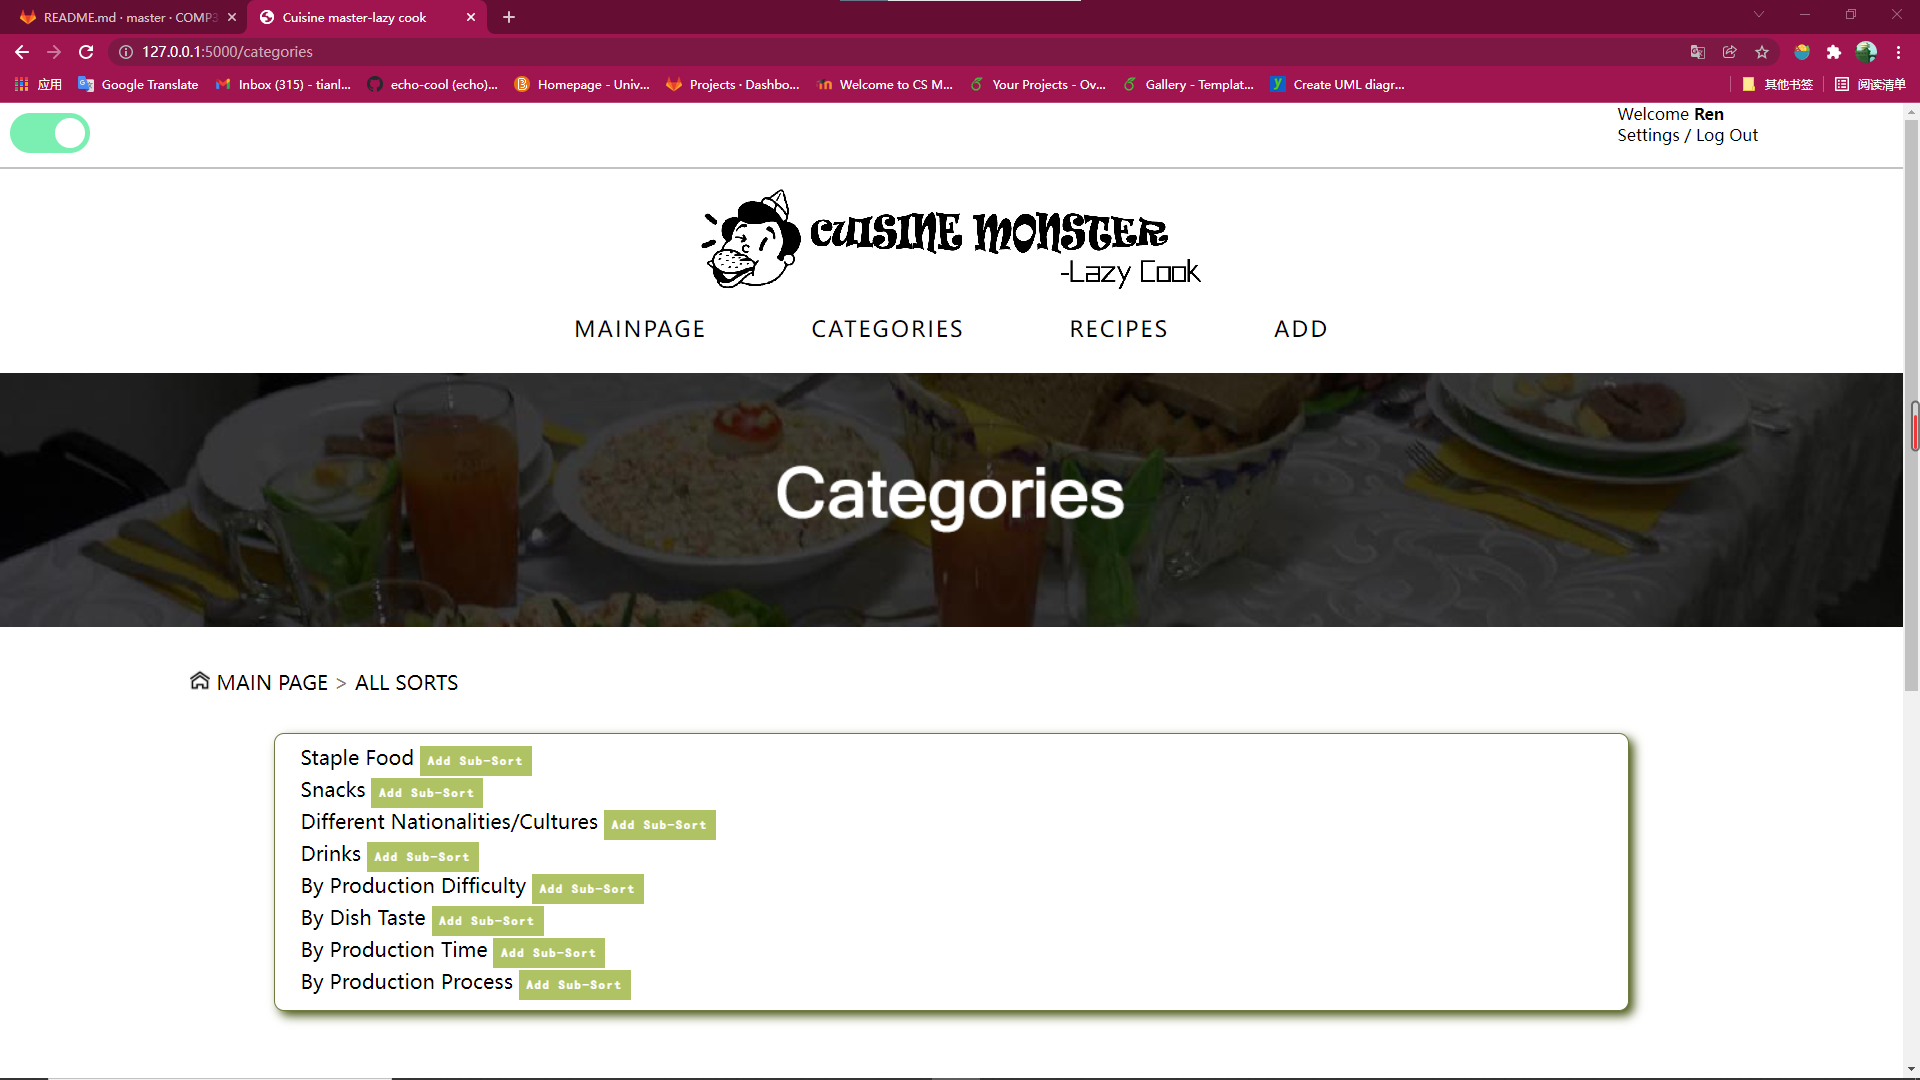 README.md · master · COMP3
Cuisine master-lazy cook
127.0.0.1:5000/categories
应用
Google Translate
Inbox (315) - tianl...
echo-cool (echo)...
Homepage - Univ...
Projects · Dashbo...
Welcome to CS M...
Your Projects - Ov...
Gallery - Templat...
Create UML diagr...
其他书签
阅读清单
Welcome Ren
Settings / Log Out
CUISINE MONSTER
-Lazy Cook
MAINPAGE
CATEGORIES
RECIPES
ADD
Categories
MAIN PAGE > ALL SORTS
Staple Food Add Sub-Sort
Snacks Add Sub-Sort
Different Nationalities/Cultures Add Sub-Sort
Drinks Add Sub-Sort
By Production Difficulty Add Sub-Sort
By Dish Taste Add Sub-Sort
By Production Time Add Sub-Sort
By Production Process Add Sub-Sort